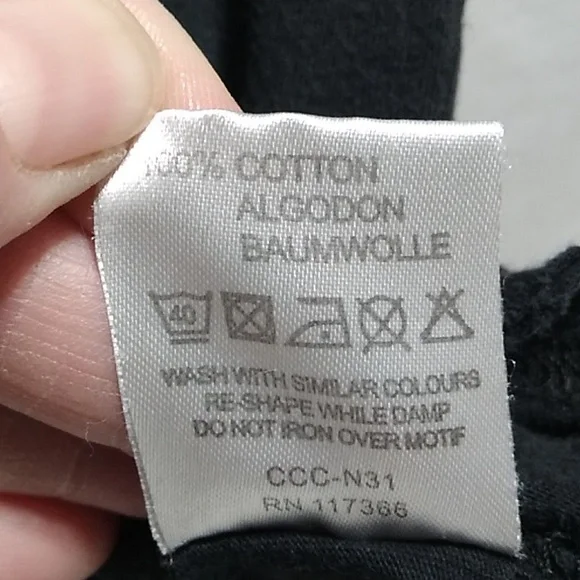 100% COTTON
ALGODON
BAUMWOLLE
40
WASH WITH SIMILAR COLOURS
RE-SHAPE WHILE DAMP
DO NOT IRON OVER MOTIF
CCC-N31
RN 117366